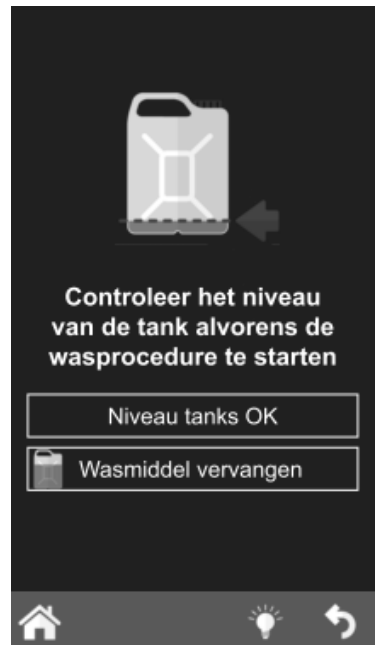 Controleer het niveau
van de tank alvorens de
wasprocedure te starten
Niveau tanks OK
Wasmiddel vervangen